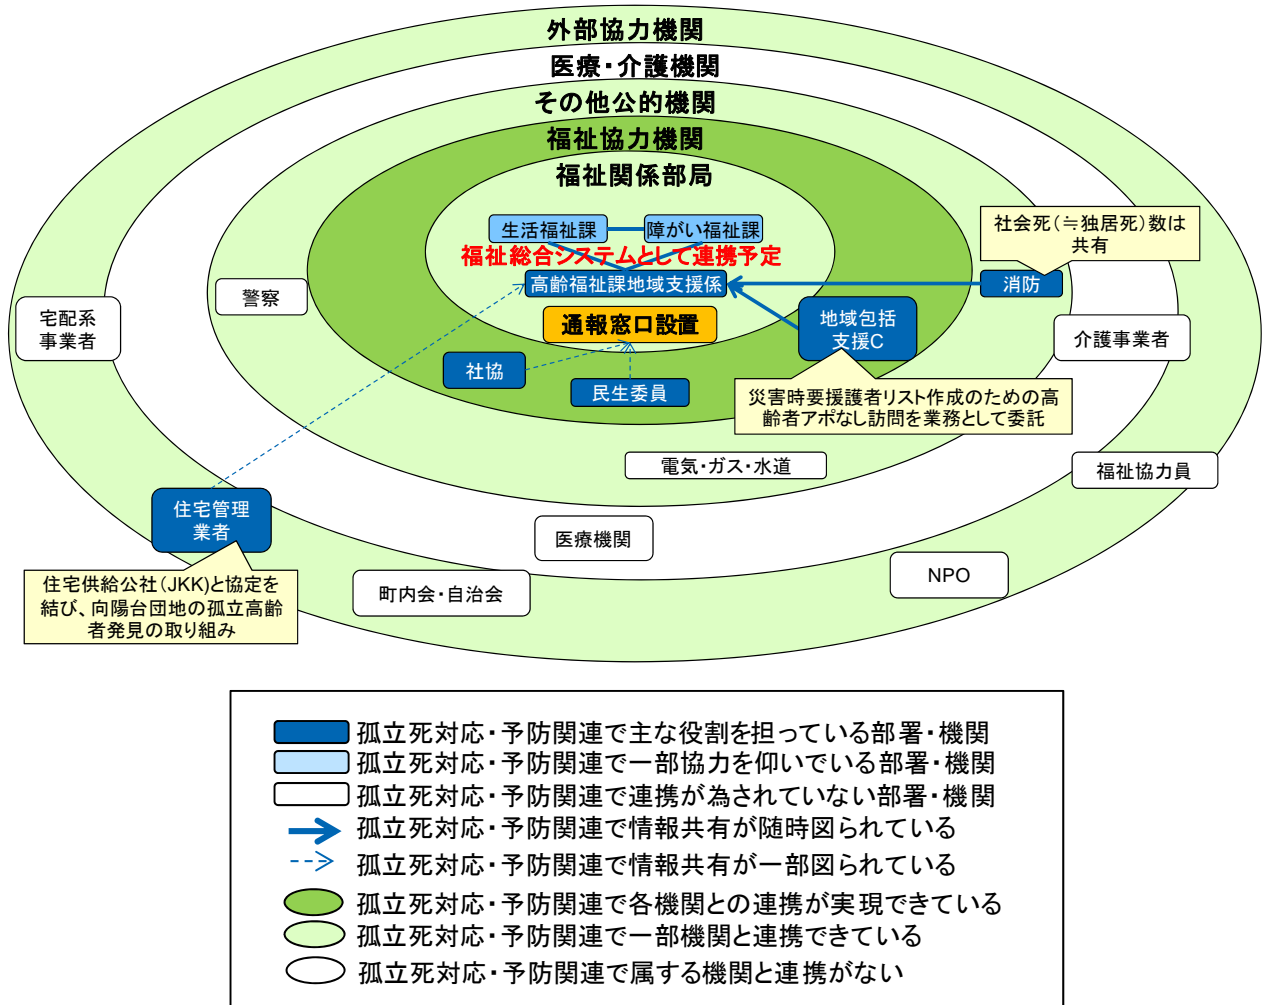 外部協力機関
医療・介護機関
その他公的機関
福祉協力機関
福祉関係部局
生活福祉課
障がい福祉課
福祉総合システムとして連携予定
高齢福祉課地域支援係
通報窓口設置
社会死(≒独居死)数は
共有
消防
警察
宅配系
事業者
地域包括
支援C
介護事業者
社協
民生委員
災害時要援護者リスト作成のための高
齢者アポなし訪問を業務として委託
電気・ガス・水道
福祉協力員
住宅管理
業者
医療機関
NPO
町内会・自治会
住宅供給公社(JKK)と協定を
結び、向陽台団地の孤立高齢
者発見の取り組み
孤立死対応・予防関連で主な役割を担っている部署・機関
孤立死対応・予防関連で一部協力を仰いでいる部署・機関
孤立死対応・予防関連で連携が為されていない部署・機関
孤立死対応・予防関連で情報共有が随時図られている
孤立死対応・予防関連で情報共有が一部図られている
孤立死対応・予防関連で各機関との連携が実現できている
孤立死対応・予防関連で一部機関と連携できている
孤立死対応・予防関連で属する機関と連携がない